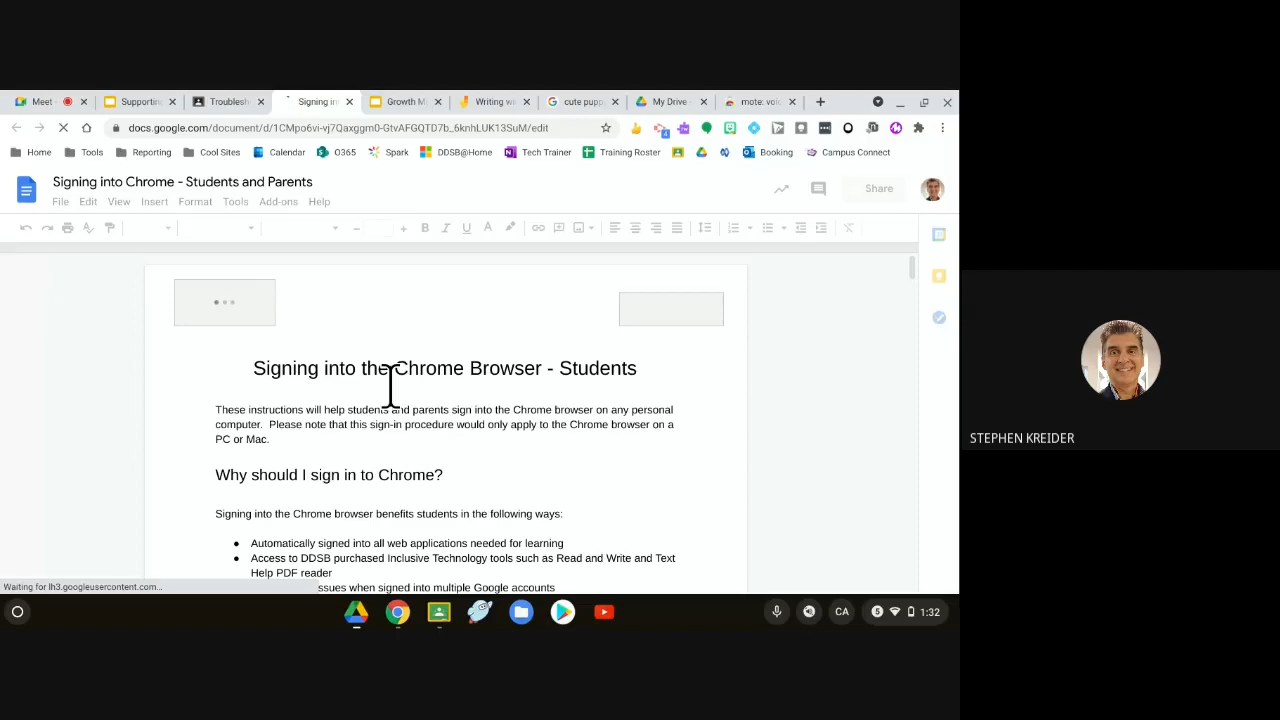 Meet -
Supportin
Troublesh
Signing in
Growth M
Writing wi
cute pupp
My Drive -
mote: voic
docs.google.com/document/d/1CMpo6vi-vj7Qaxggm0-GtvAFGQTD7b_6knhLUK13SuM/edit
Home
Tools
Reporting
Cool Sites
Calendar
O365
Spark
DDSB@Home
Tech Trainer
Training Roster
Booking
Campus Connect
Signing into Chrome - Students and Parents
File Edit View Insert Format Tools Add-ons Help
Share
Signing into the Chrome Browser - Students
These instructions will help students and parents sign into the Chrome browser on any personal
computer. Please note that this sign-in procedure would only apply to the Chrome browser on a
PC or Mac.
Why should I sign in to Chrome?
Signing into the Chrome browser benefits students in the following ways:
● Automatically signed into all web applications needed for learning
● Access to DDSB purchased Inclusive Technology tools such as Read and Write and Text
Help PDF reader
ssues when signed into multiple Google accounts
Waiting for lh3.googleusercontent.com...
CA
5
1:32
STEPHEN KREIDER